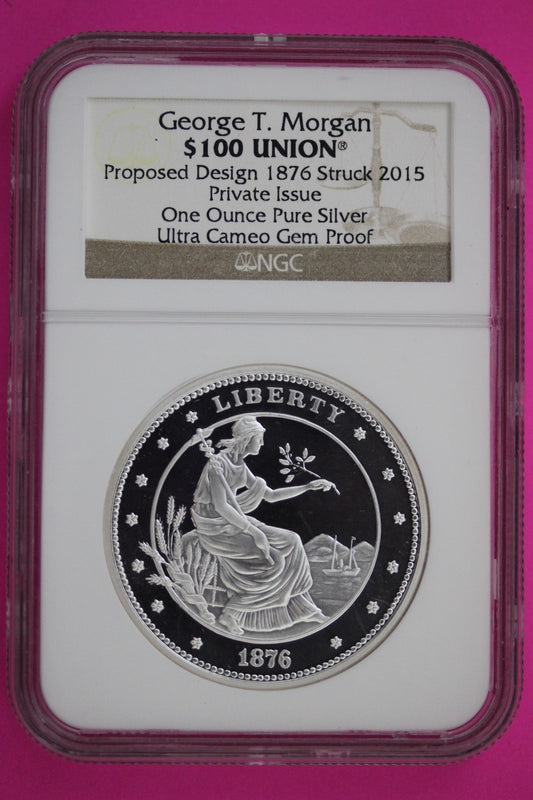 George T. Morgan
$100 UNION®
Proposed Design 1876 Struck 2015
Private Issue
One Ounce Pure Silver
Ultra Cameo Gem Proof
NGC
LIBERTY
1876